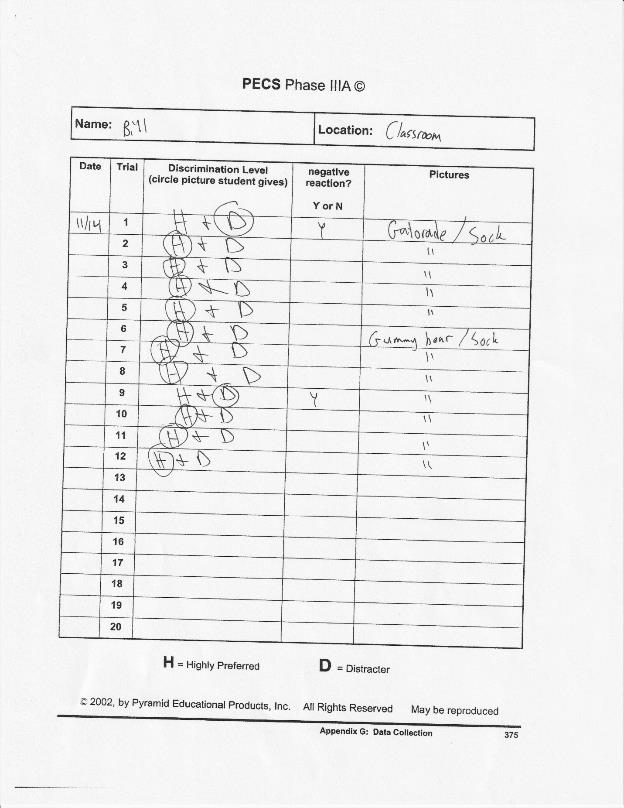 PECS Phase IIIA ©
Name: Bill Location: Classroom
Date Trial Discrimination Level (circle picture student gives) negative reaction? Y or N Pictures
11/14 1 H + D Y Gatorade / Sock
2 H + D "
3 H + D "
4 H + D "
5 H + D "
6 H + D Gummy bear / Sock
7 H + D "
8 H + D "
9 H + D Y "
10 H + D "
11 H + D "
12 H + D "
13
14
15
16
17
18
19
20
H = Highly Preferred D = Distracter
© 2002, by Pyramid Educational Products, Inc. All Rights Reserved May be reproduced
Appendix G: Data Collection 375